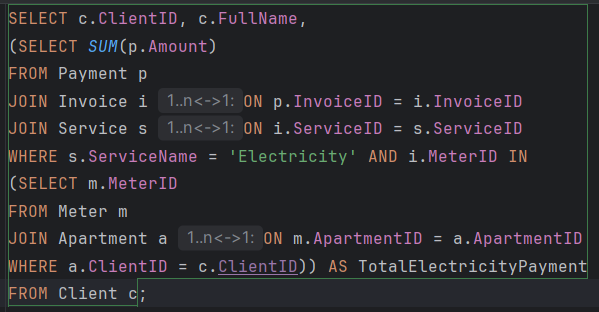 SELECT c.ClientID, c.FullName,
(SELECT SUM(p.Amount)
FROM Payment p
JOIN Invoice i 1..n<->1: ON p.InvoiceID = i.InvoiceID
JOIN Service s 1..n<->1: ON i.ServiceID = s.ServiceID
WHERE s.ServiceName = 'Electricity' AND i.MeterID IN
(SELECT m.MeterID
FROM Meter m
JOIN Apartment a 1..n<->1: ON m.ApartmentID = a.ApartmentID
WHERE a.ClientID = c.ClientID)) AS TotalElectricityPayment
FROM Client c;